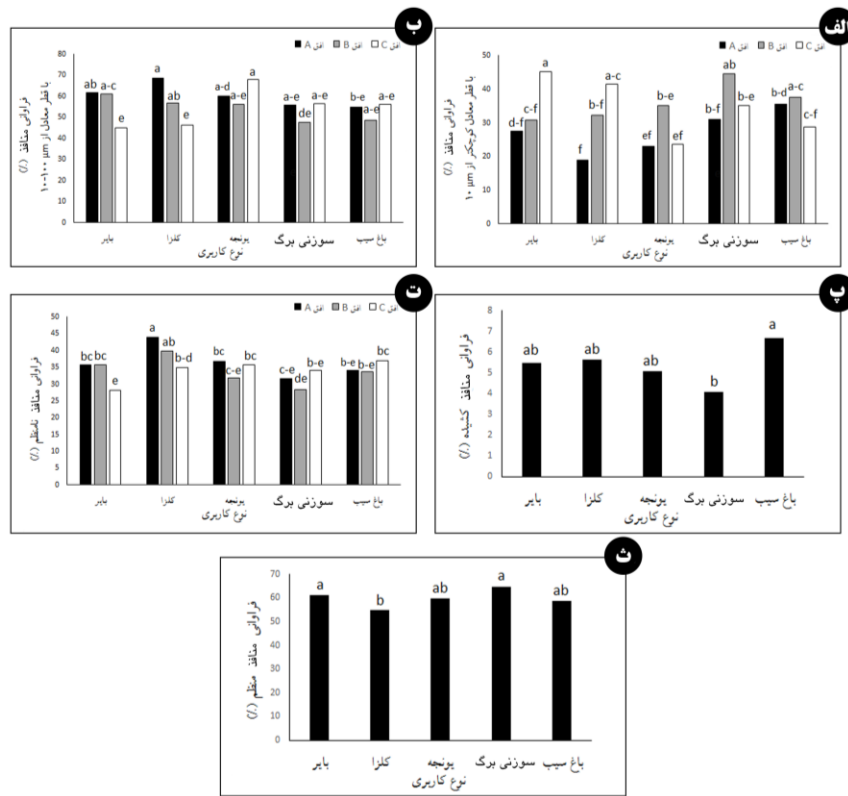 الف
افق A افق B افق C
فراوانی منافذ (٪)
با قطر معادل کوچکتر از ۱۰ µm
50
40
30
20
10
0
d-f c-f a
f b-f a-c
ef b-e ef
b-f ab b-e
b-d a-c c-f
بایر کلزا یونجه سوزنی برگ باغ سیب
نوع کاربری
ب
افق A افق B افق C
فراوانی منافذ (٪)
با قطر معادل از ۱۰-۱۰۰ µm
80
70
60
50
40
30
20
10
0
ab a-c e
a ab e
a-d a-e a
a-e de a-e
b-e a-e a-e
بایر کلزا یونجه سوزنی برگ باغ سیب
نوع کاربری
پ
فراوانی منافذ کشیده (٪)
8
7
6
5
4
3
2
1
0
ab ab ab b a
بایر کلزا یونجه سوزنی برگ باغ سیب
نوع کاربری
ت
افق A افق B افق C
فراوانی منافذ نامنظم (٪)
50
45
40
35
30
25
20
15
10
5
0
bc bc e
a ab b-d
bc c-e bc
c-e de b-e
b-e b-e bc
بایر کلزا یونجه سوزنی برگ باغ سیب
نوع کاربری
ث
فراوانی منافذ منظم (٪)
70
60
50
40
30
20
10
0
a b ab a ab
بایر کلزا یونجه سوزنی برگ باغ سیب
نوع کاربری